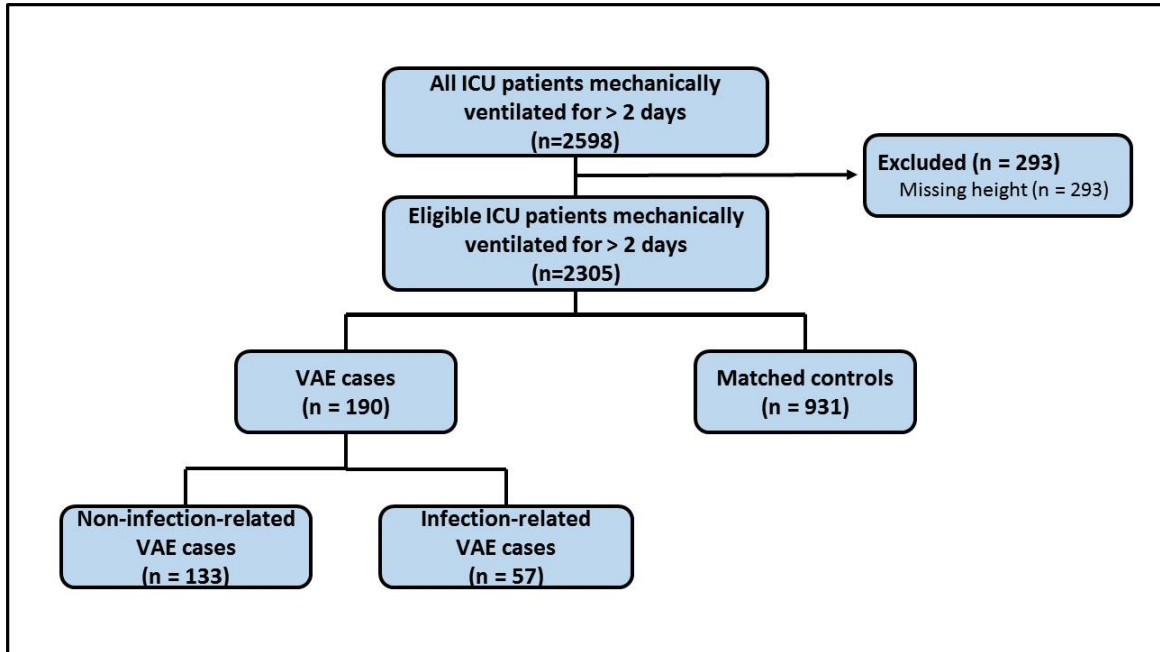 All ICU patients mechanically
ventilated for > 2 days
(n=2598)
Excluded (n = 293)
Missing height (n = 293)
Eligible ICU patients mechanically
ventilated for > 2 days
(n=2305)
VAE cases
(n = 190)
Matched controls
(n = 931)
Non-infection-related
VAE cases
(n = 133)
Infection-related
VAE cases
(n = 57)